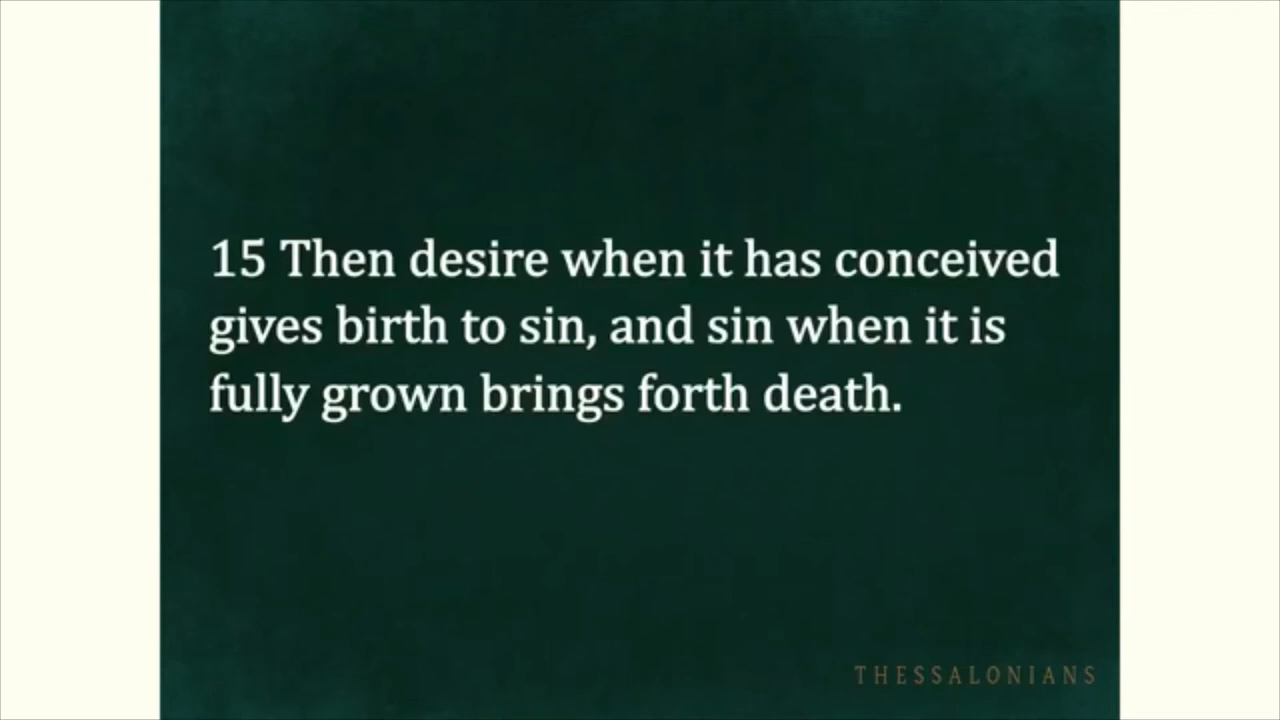 15 Then desire when it has conceived
gives birth to sin, and sin when it is
fully grown brings forth death.
THESSALONIANS